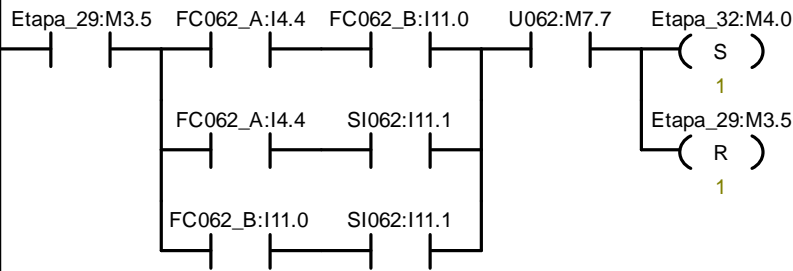 Etapa_29:M3.5 FC062_A:I4.4 FC062_B:I11.0 U062:M7.7 Etapa_32:M4.0
S
1
FC062_A:I4.4 SI062:I11.1 Etapa_29:M3.5
R
1
FC062_B:I11.0 SI062:I11.1